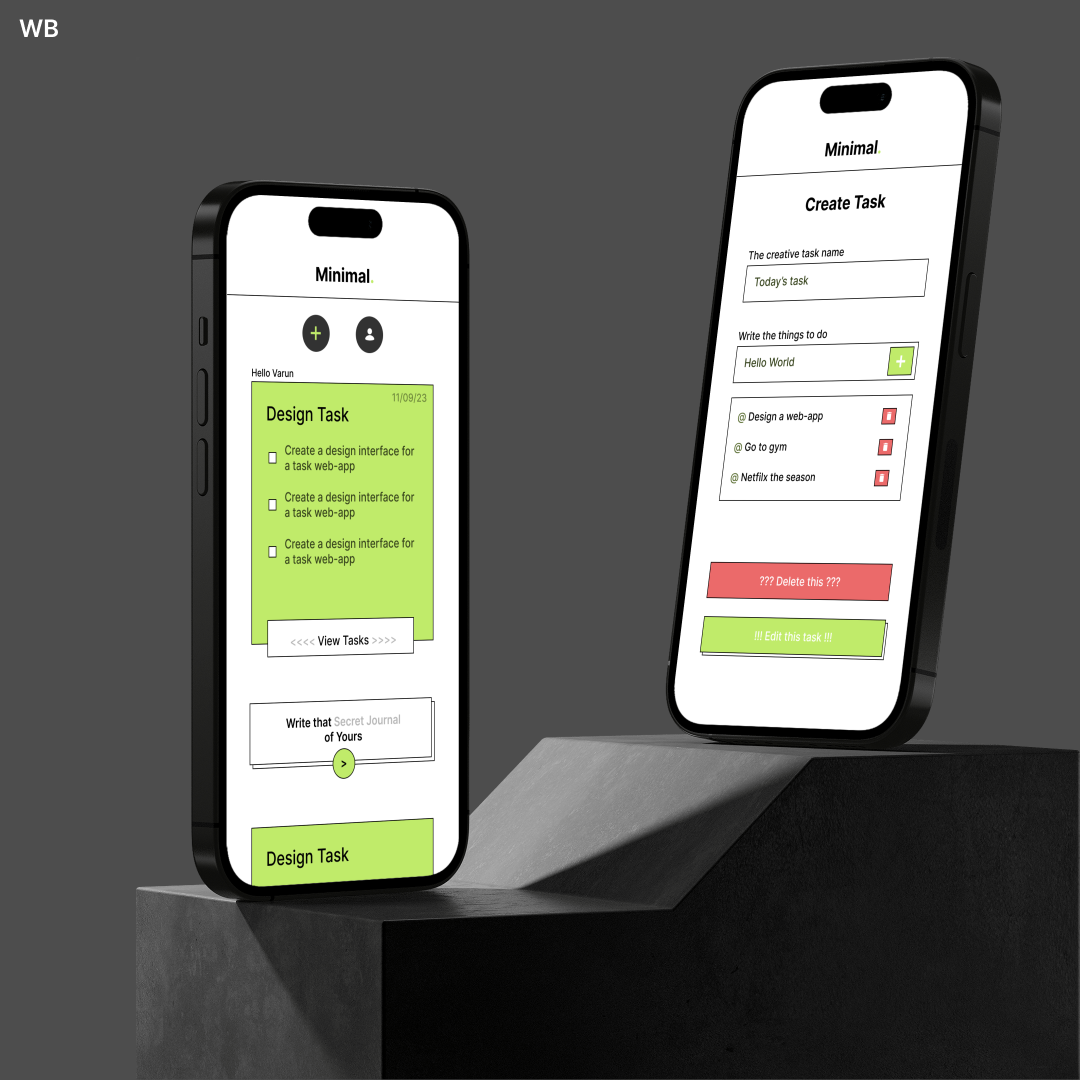 WB
Minimal.
Hello Varun
11/09/23
Design Task
Create a design interface for
a task web-app
Create a design interface for
a task web-app
Create a design interface for
a task web-app
<<<< View Tasks >>>>
Write that Secret Journal
of Yours
>
Design Task
Minimal.
Create Task
The creative task name
Today's task
Write the things to do
Hello World
@ Design a web-app
@ Go to gym
@ Netfilx the season
??? Delete this ???
!!! Edit this task !!!